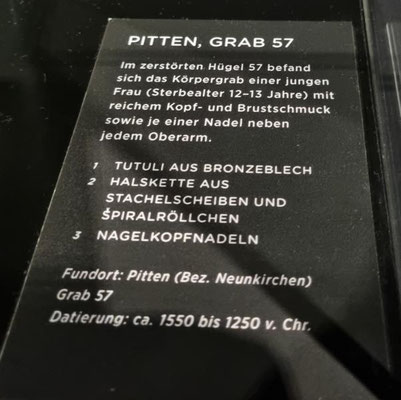 PITTEN, GRAB 57
Im zerstörten Hügel 57 befand
sich das Körpergrab einer jungen
Frau (Sterbealter 12–13 Jahre) mit
reichem Kopf- und Brustschmuck
sowie je einer Nadel neben
jedem Oberarm.
1 TUTULI AUS BRONZEBLECH
2 HALSKETTE AUS
STACHELSCHEIBEN UND
SPIRALRÖLLCHEN
3 NAGELKOPFNADELN
Fundort: Pitten (Bez. Neunkirchen)
Grab 57
Datierung: ca. 1550 bis 1250 v. Chr.